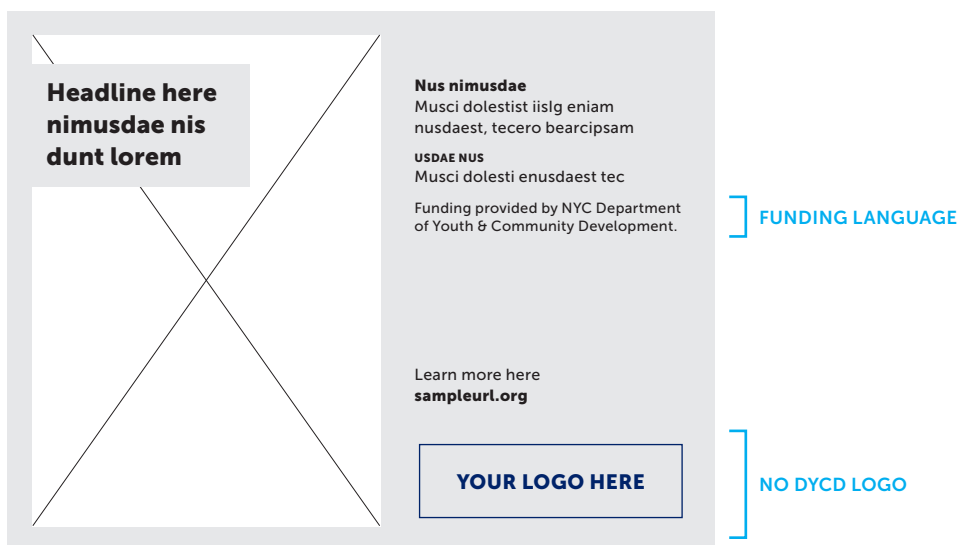 Headline here
nimusdae nis
dunt lorem
Nus nimusdae
Musci dolestist iislg eniam
nusdaest, tecero bearcipsam
USDAE NUS
Musci dolesti enusdaest tec
Funding provided by NYC Department
of Youth & Community Development.
FUNDING LANGUAGE
Learn more here
sampleurl.org
YOUR LOGO HERE
NO DYCD LOGO